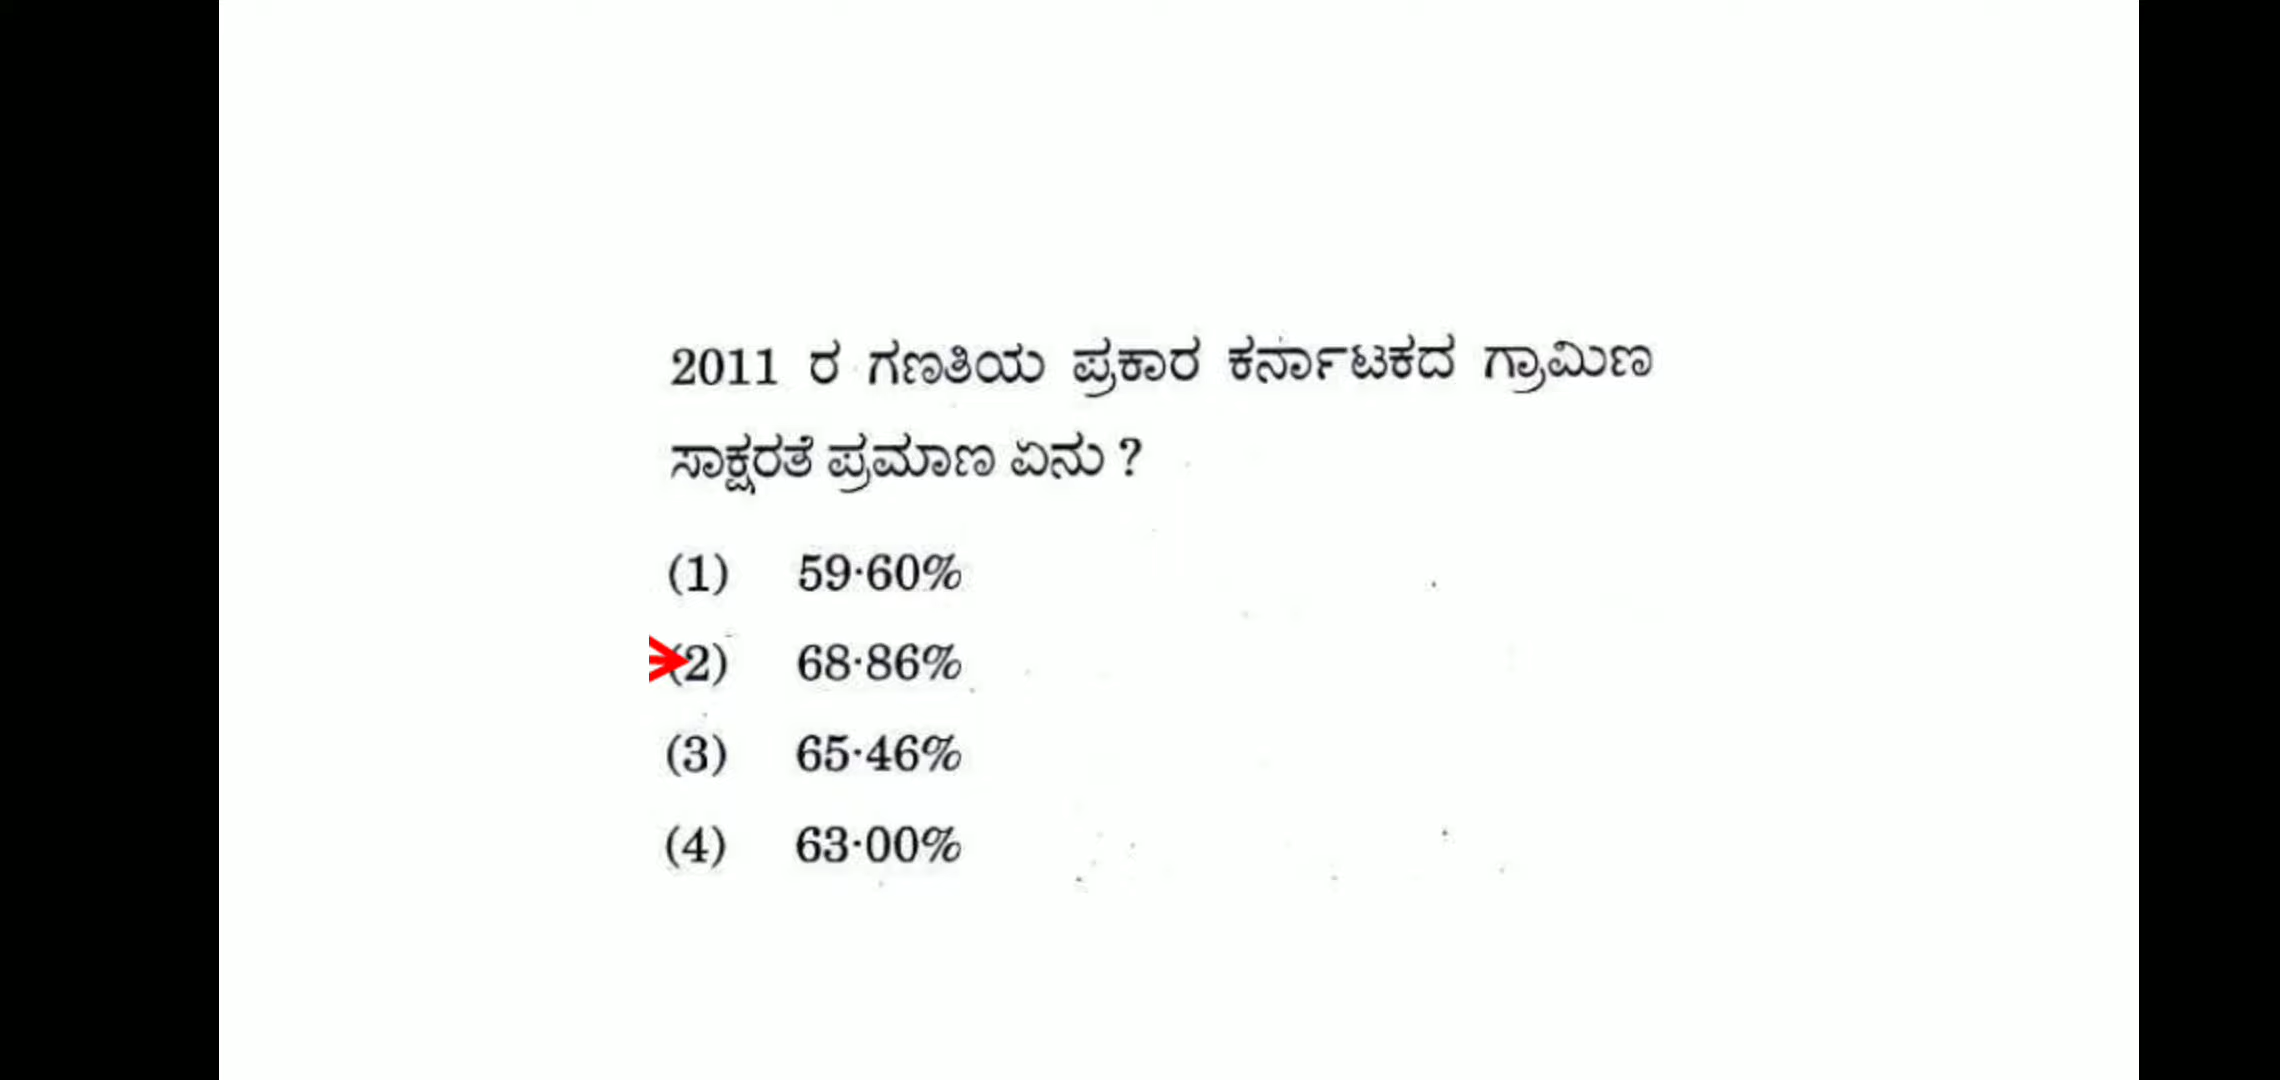 2011 ರ ಗಣತಿಯ ಪ್ರಕಾರ ಕರ್ನಾಟಕದ ಗ್ರಾಮಿಣ
ಸಾಕ್ಷರತೆ ಪ್ರಮಾಣ ಏನು ?
(1) 59·60%
(2) 68·86%
(3) 65·46%
(4) 63·00%